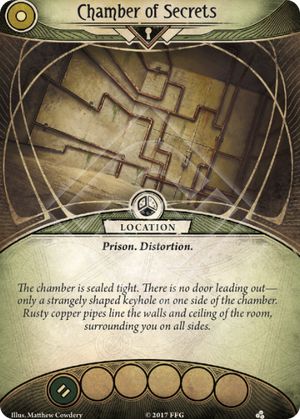 Chamber of Secrets
LOCATION
Prison. Distortion.
The chamber is sealed tight. There is no door leading out—
only a strangely shaped keyhole on one side of the chamber.
Rusty copper pipes line the walls and ceiling of the room,
surrounding you on all sides.
Illus. Matthew Cowdery © 2017 FFG